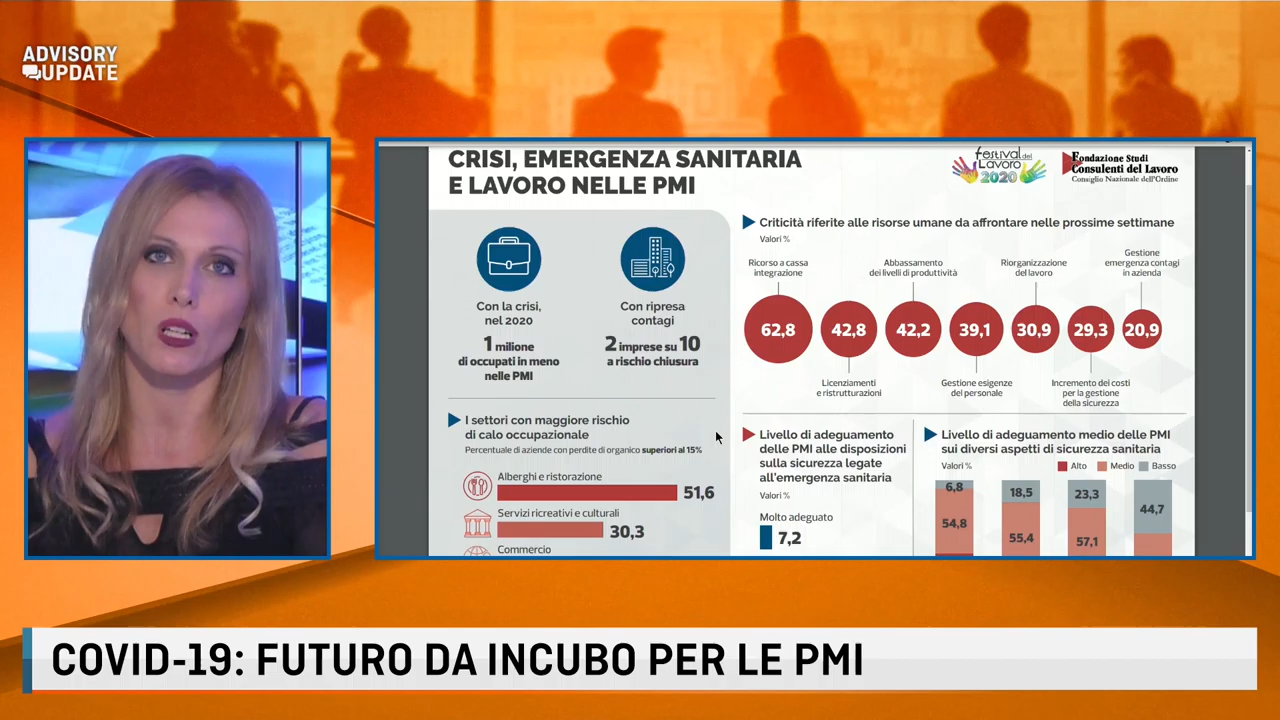 ADVISORY
UPDATE
CRISI, EMERGENZA SANITARIA
E LAVORO NELLE PMI
festival del
Lavoro
2020
Fondazione Studi
Consulenti del Lavoro
Consiglio Nazionale dell'Ordine
Con la crisi,
nel 2020
1 milione
di occupati in meno
nelle PMI
Con ripresa
contagi
2 imprese su 10
a rischio chiusura
I settori con maggiore rischio
di calo occupazionale
Percentuale di aziende con perdite di organico superiori al 15%
Alberghi e ristorazione
51,6
Servizi ricreativi e culturali
30,3
Commercio
Criticità riferite alle risorse umane da affrontare nelle prossime settimane
Valori %
Ricorso a cassa
integrazione
Abbassamento
dei livelli di produttività
Riorganizzazione
del lavoro
Gestione
emergenza contagi
in azienda
62,8
42,8
42,2
39,1
30,9
29,3
20,9
Licenziamenti
e ristrutturazioni
Gestione esigenze
del personale
Incremento dei costi
per la gestione
della sicurezza
Livello di adeguamento
delle PMI alle disposizioni
sulla sicurezza legate
all'emergenza sanitaria
Valori %
Molto adeguato
7,2
Livello di adeguamento medio delle PMI
sui diversi aspetti di sicurezza sanitaria
Valori %
Alto
Medio
Basso
6,8
18,5
23,3
44,7
54,8
55,4
57,1
COVID-19: FUTURO DA INCUBO PER LE PMI